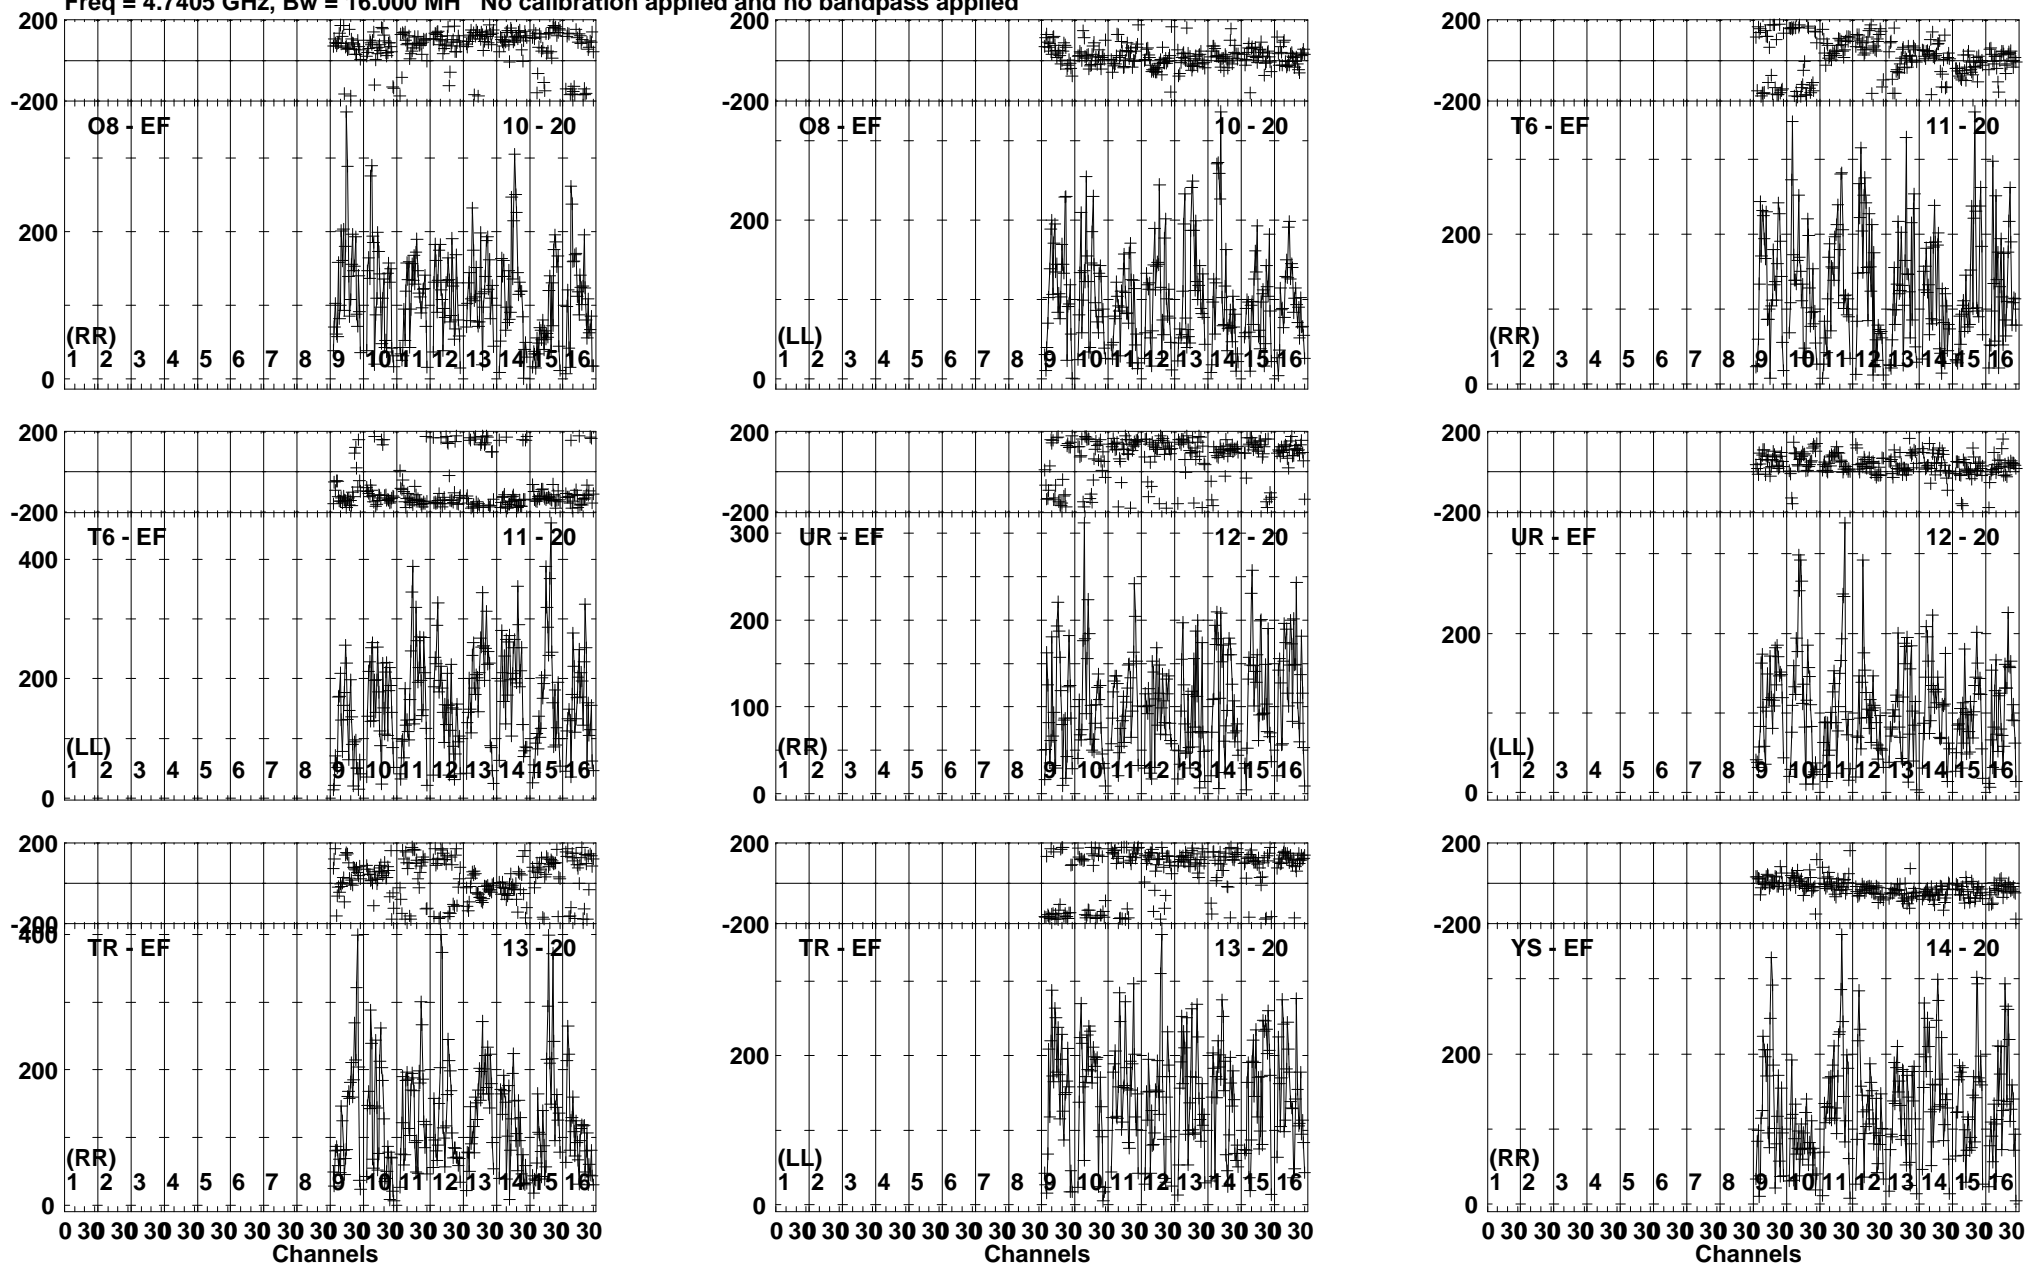 Freq = 4.7405 GHz, Bw = 16.000 MH No calibration applied and no bandpass applied
200 200 200
-200 -200 -200
O8 - EF 10 - 20 O8 - EF 10 - 20 T6 - EF 11 - 20
200 200 200
(RR) (LL) (RR)
1 2 3 4 5 6 7 8 9 10 11 12 13 14 15 16 1 2 3 4 5 6 7 8 9 10 11 12 13 14 15 16 1 2 3 4 5 6 7 8 9 10 11 12 13 14 15 16
0 0 0
200 200 200
-200 -200 -200
T6 - EF 11 - 20 UR - EF 12 - 20 UR - EF 12 - 20
400 300
200 200 200
100
(LL) (RR) (LL)
1 2 3 4 5 6 7 8 9 10 11 12 13 14 15 16 1 2 3 4 5 6 7 8 9 10 11 12 13 14 15 16 1 2 3 4 5 6 7 8 9 10 11 12 13 14 15 16
0 0 0
200 200 200
-200 -200 -200
400
TR - EF 13 - 20 TR - EF 13 - 20 YS - EF 14 - 20
200 200 200
(RR) (LL) (RR)
1 2 3 4 5 6 7 8 9 10 11 12 13 14 15 16 1 2 3 4 5 6 7 8 9 10 11 12 13 14 15 16 1 2 3 4 5 6 7 8 9 10 11 12 13 14 15 16
0 0 0
0 30 30 30 30 30 30 30 30 30 30 30 30 30 30 30 30 0 30 30 30 30 30 30 30 30 30 30 30 30 30 30 30 30 0 30 30 30 30 30 30 30 30 30 30 30 30 30 30 30 30
Channels Channels Channels